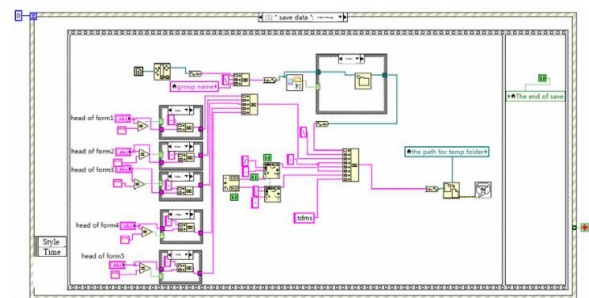 [1] "save data":
group name
head of form1
head of form2
head of form3
head of form4
head of form5
The end of save
the path for temp folder
.tdms
Style
Time